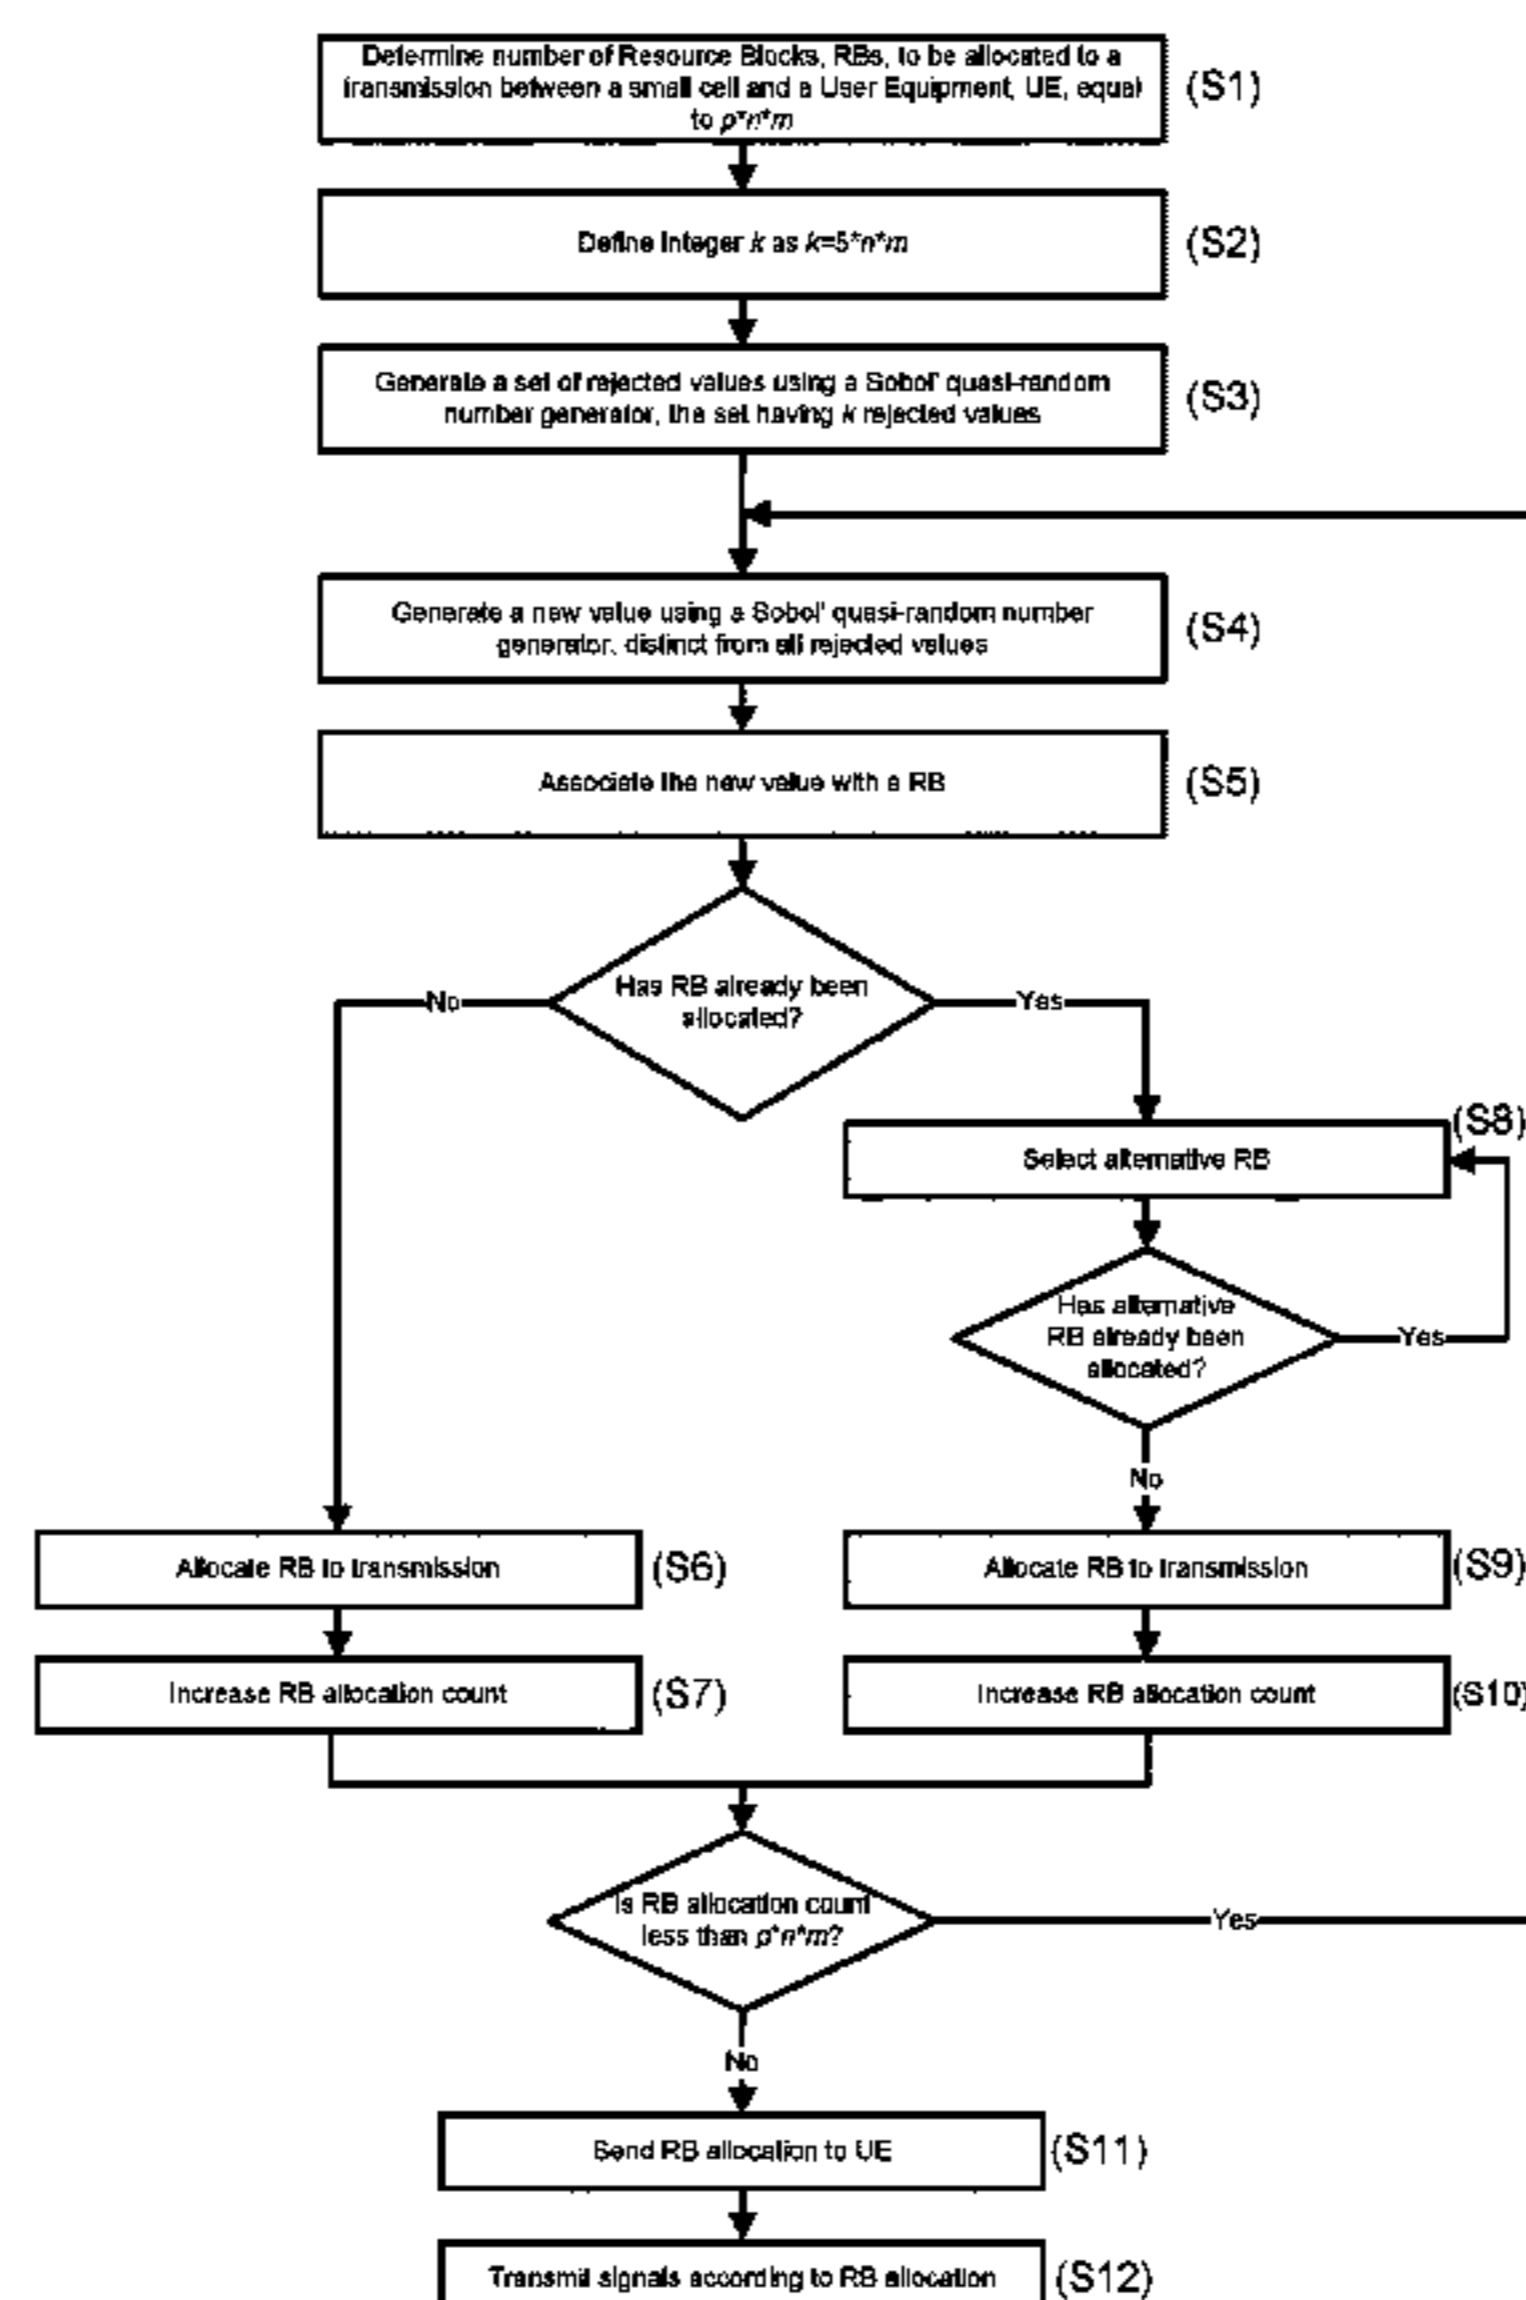 Determine number of Resource Blocks, RBs, to be allocated to a
transmission between a small cell and a User Equipment, UE, equal
to p*n*m
(S1)
Define integer k as k=5*n*m
(S2)
Generate a set of rejected values using a Sobol' quasi-random
number generator, the set having k rejected values
(S3)
Generate a new value using a Sobol' quasi-random number
generator, distinct from all rejected values
(S4)
Associate the new value with a RB
(S5)
Has RB already been
allocated?
No
Yes
(S8)
Select alternative RB
Has alternative
RB already been
allocated?
Yes
No
Allocate RB to transmission
(S6)
Allocate RB to transmission
(S9)
Increase RB allocation count
(S7)
Increase RB allocation count
(S10)
Is RB allocation count
less than p*n*m?
Yes
No
Send RB allocation to UE
(S11)
Transmit signals according to RB allocation
(S12)